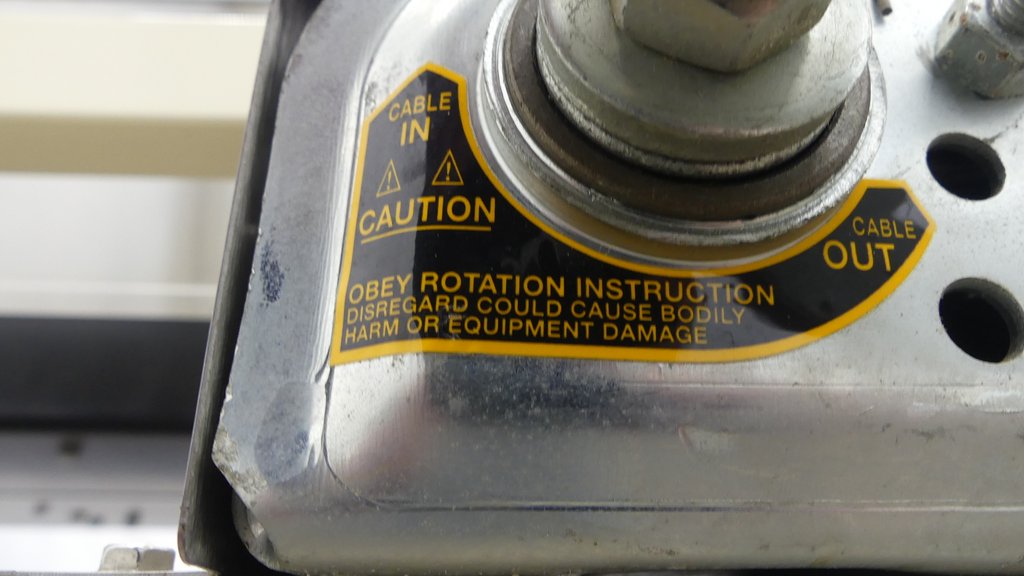 CABLE
IN
CAUTION
CABLE
OUT
OBEY ROTATION INSTRUCTION
DISREGARD COULD CAUSE BODILY
HARM OR EQUIPMENT DAMAGE